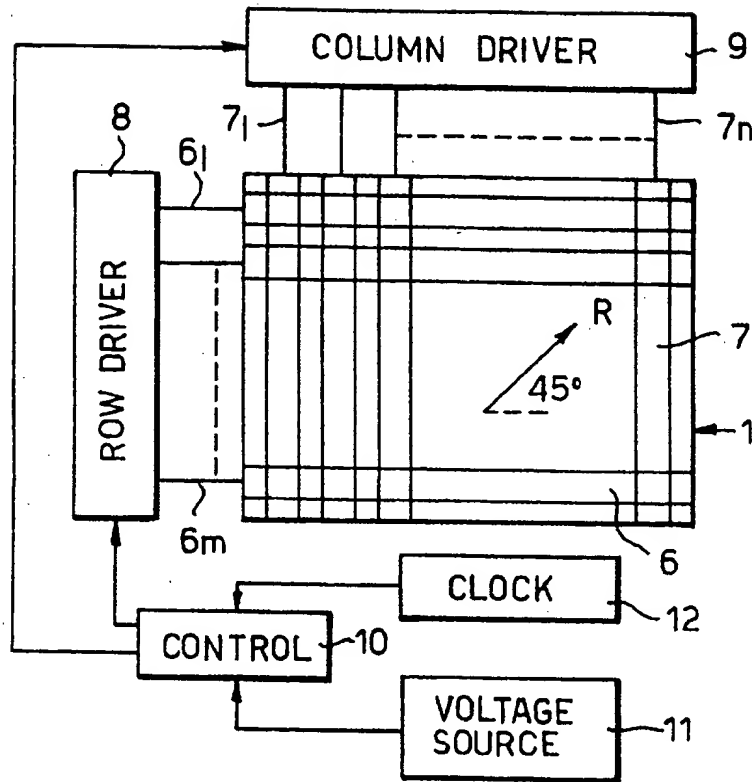 COLUMN DRIVER
9
8
7₁
7n
6₁
ROW DRIVER
R
45°
7
1
6m
6
CLOCK
12
CONTROL
10
VOLTAGE
SOURCE
11